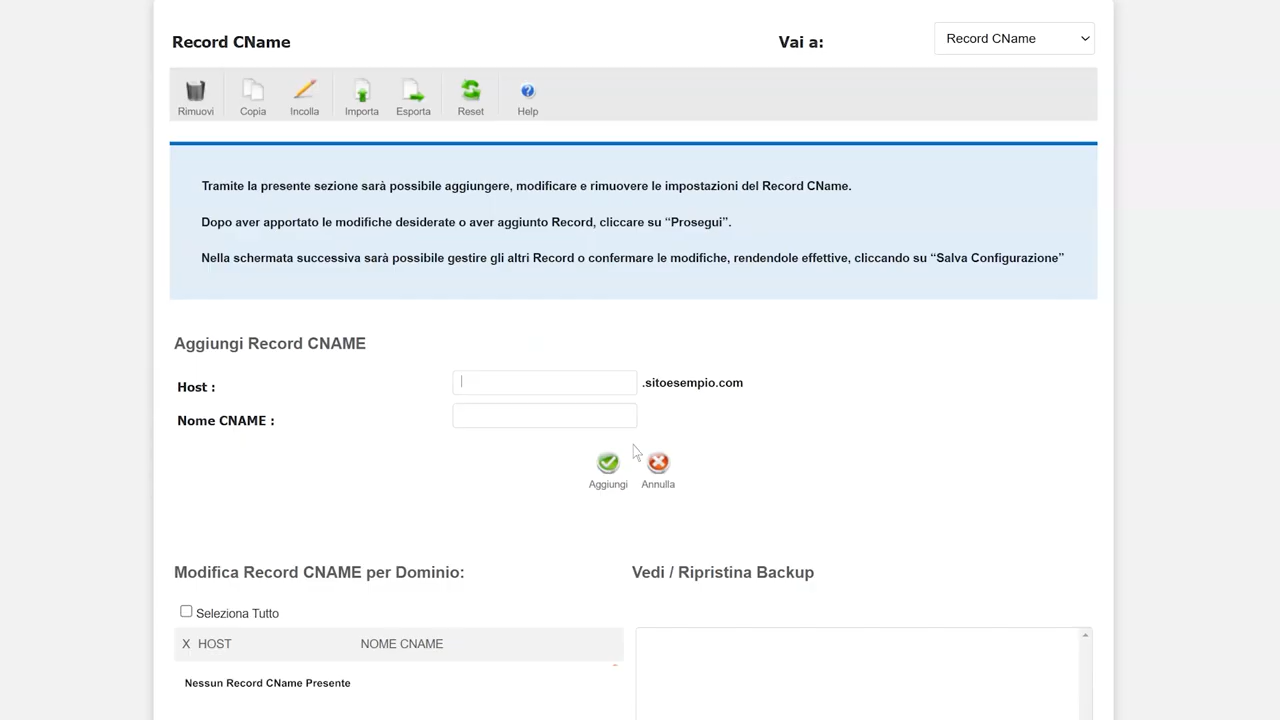 Record CName
Vai a:
Record CName
Rimuovi
Copia
Incolla
Importa
Esporta
Reset
Help
Tramite la presente sezione sarà possibile aggiungere, modificare e rimuovere le impostazioni del Record CName.
Dopo aver apportato le modifiche desiderate o aver aggiunto Record, cliccare su “Prosegui”.
Nella schermata successiva sarà possibile gestire gli altri Record o confermare le modifiche, rendendole effettive, cliccando su “Salva Configurazione”
Aggiungi Record CNAME
Host :
.sitoesempio.com
Nome CNAME :
Aggiungi
Annulla
Modifica Record CNAME per Dominio:
Vedi / Ripristina Backup
Seleziona Tutto
X HOST
NOME CNAME
Nessun Record CName Presente